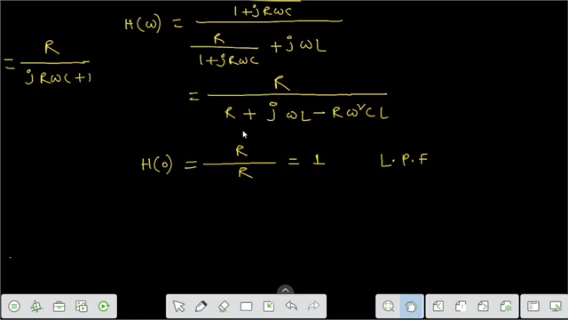 H(ω) = 1+jRωC / R/1+jRωC + jωL
= R / jRωC+1
= R / R + jωL − Rω²CL
H(0) = R / R = 1 L.P.F